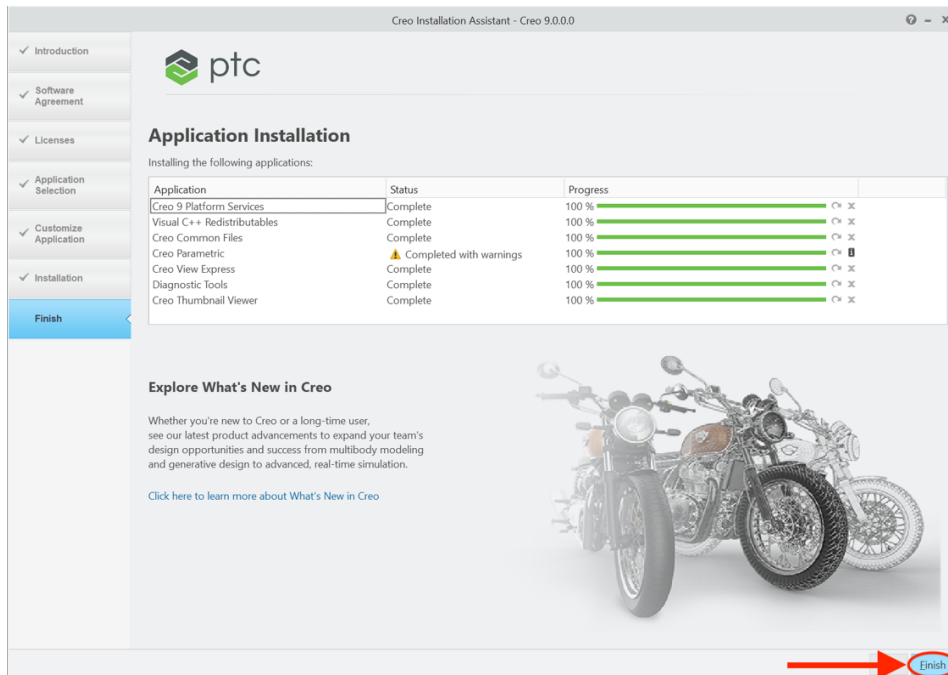 Creo Installation Assistant - Creo 9.0.0.0
Introduction
Software
Agreement
Licenses
Application
Selection
Customize
Application
Installation
Finish
ptc
Application Installation
Installing the following applications:
Application Status Progress
Creo 9 Platform Services Complete 100 %
Visual C++ Redistributables Complete 100 %
Creo Common Files Complete 100 %
Creo Parametric Completed with warnings 100 %
Creo View Express Complete 100 %
Diagnostic Tools Complete 100 %
Creo Thumbnail Viewer Complete 100 %
Explore What's New in Creo
Whether you're new to Creo or a long-time user,
see our latest product advancements to expand your team's
design opportunities and success from multibody modeling
and generative design to advanced, real-time simulation.
Click here to learn more about What's New in Creo
Finish